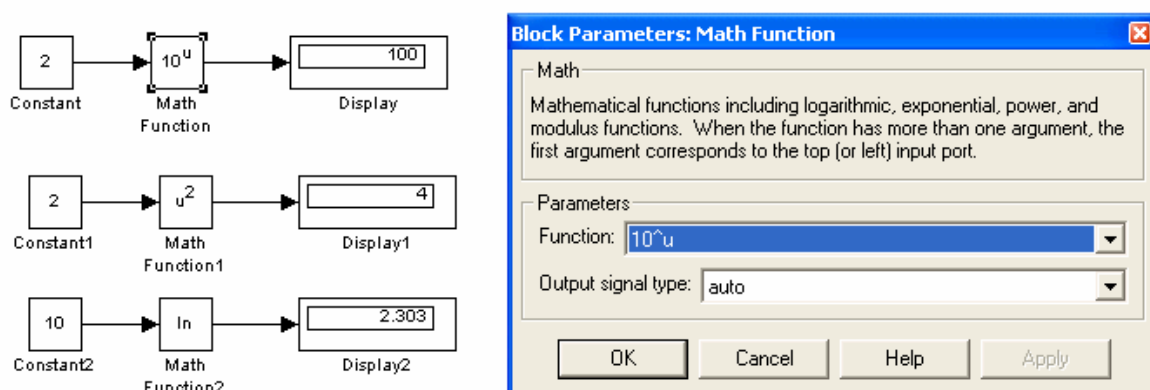 2
10^u
100
Constant
Math
Function
Display
2
u^2
4
Constant1
Math
Function1
Display1
10
ln
2.303
Constant2
Math
Function2
Display2
Block Parameters: Math Function
Math
Mathematical functions including logarithmic, exponential, power, and
modulus functions.  When the function has more than one argument, the
first argument corresponds to the top (or left) input port.
Parameters
Function: 10^u
Output signal type: auto
OK
Cancel
Help
Apply